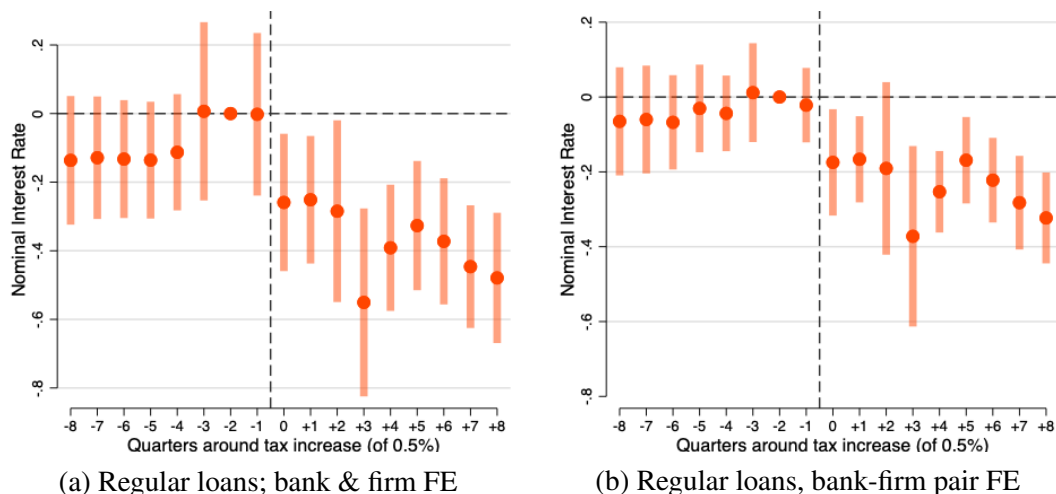 .2
0
-.2
-.4
-.6
-.8
Nominal Interest Rate
-8 -7 -6 -5 -4 -3 -2 -1 0 +1 +2 +3 +4 +5 +6 +7 +8
Quarters around tax increase (of 0.5%)
(a) Regular loans; bank & firm FE
.2
0
-.2
-.4
-.6
-.8
Nominal Interest Rate
-8 -7 -6 -5 -4 -3 -2 -1 0 +1 +2 +3 +4 +5 +6 +7 +8
Quarters around tax increase (of 0.5%)
(b) Regular loans, bank-firm pair FE